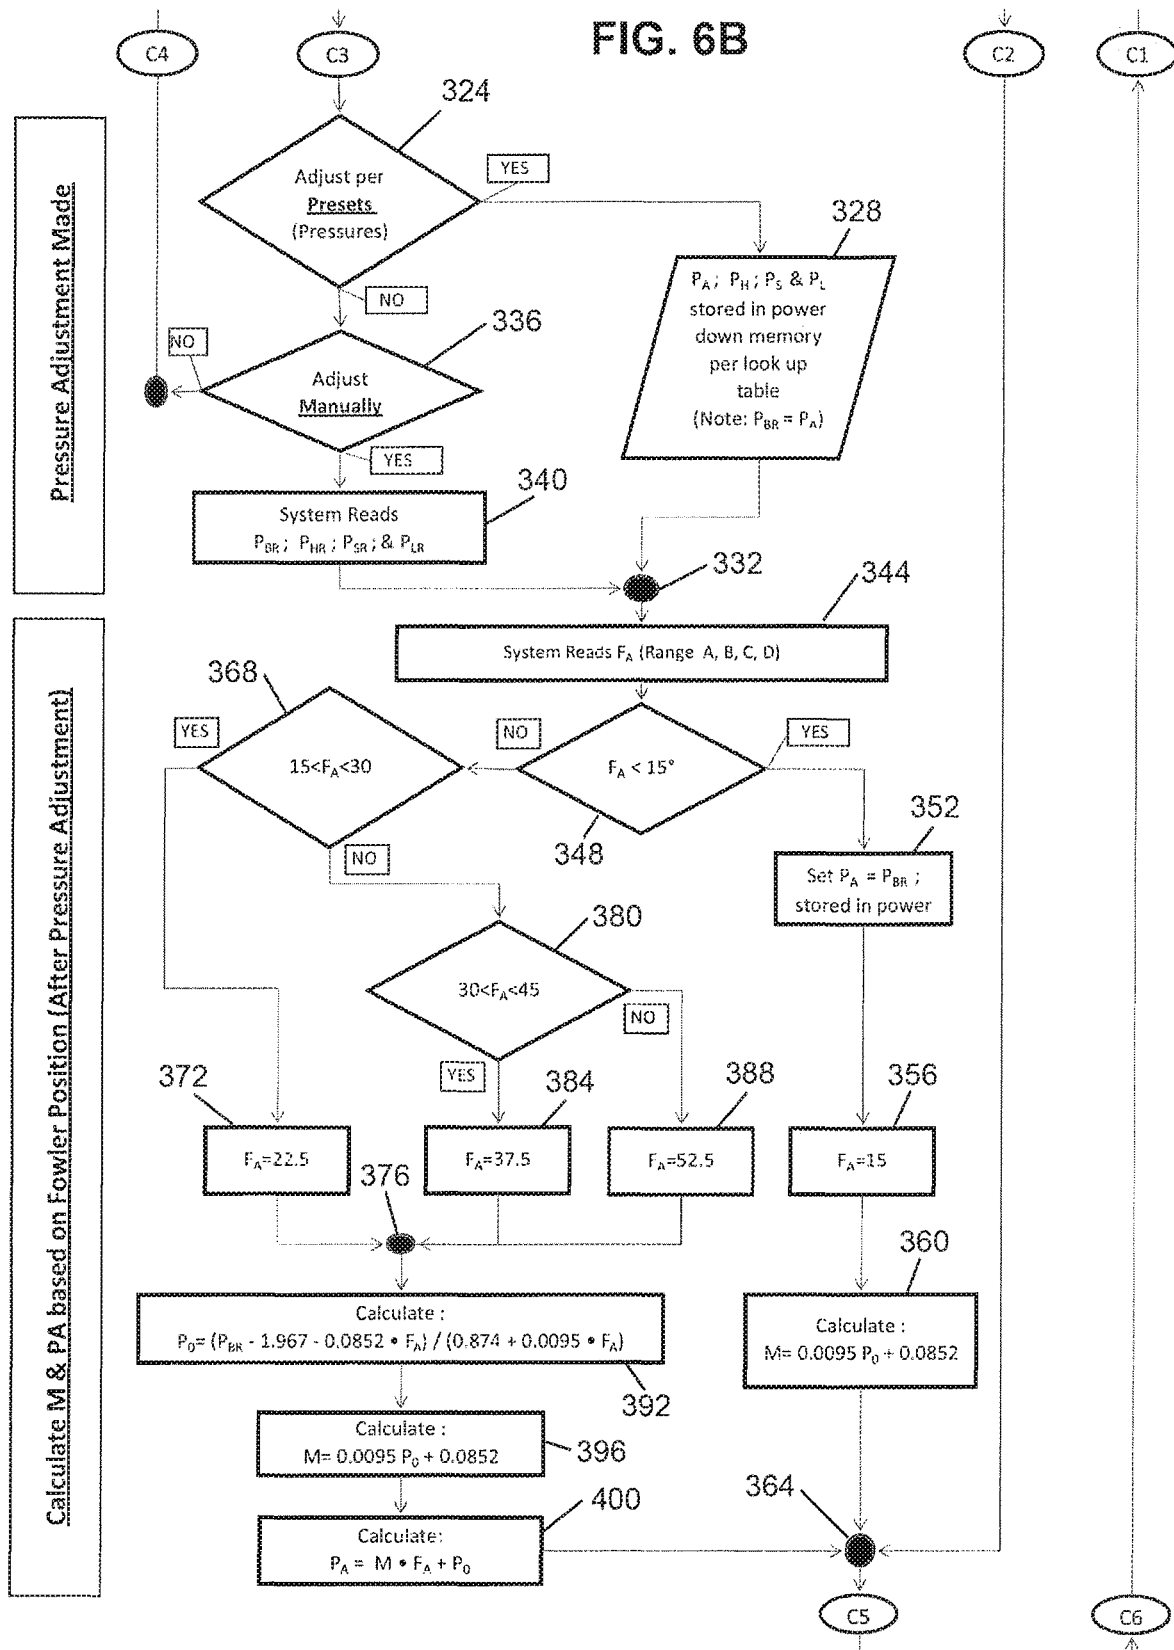 FIG. 6B
C4
C3
C2
C1
Pressure Adjustment Made
324
Adjust per
Presets
(Pressures)
YES
NO
328
P_A ; P_H ; P_S & P_L
stored in power
down memory
per look up
table
(Note: P_BR = P_A)
336
NO
Adjust
Manually
YES
340
System Reads
P_BR ; P_HR ; P_SR ; & P_LR
332
344
System Reads F_A (Range A, B, C, D)
Calculate M & PA based on Fowler Position (After Pressure Adjustment)
368
YES
15<F_A<30
NO
NO
F_A < 15°
YES
348
352
Set P_A = P_BR ;
stored in power
380
30<F_A<45
NO
YES
372
F_A=22.5
384
F_A=37.5
388
F_A=52.5
356
F_A=15
376
360
Calculate :
P_0= (P_BR - 1.967 - 0.0852 • F_A) / (0.874 + 0.0095 • F_A)
392
Calculate :
M= 0.0095 P_0 + 0.0852
Calculate :
M= 0.0095 P_0 + 0.0852
396
400
Calculate:
P_A = M • F_A + P_0
364
C5
C6